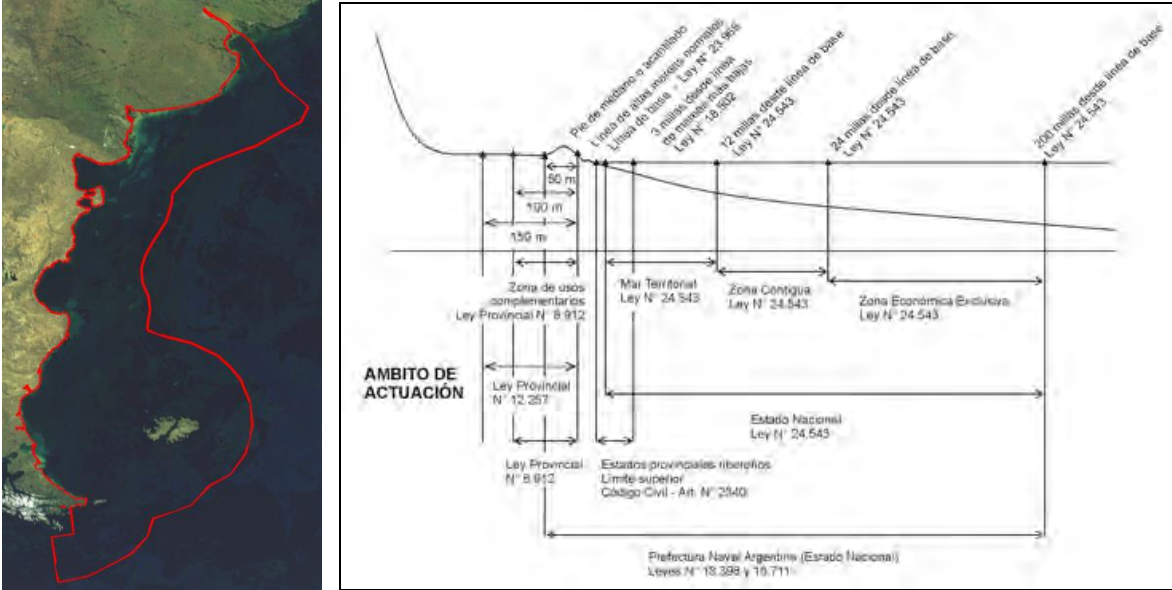 Pie de médano o acantilado
Línea de altas mareas normales
Línea de base - Ley N° 23.968
3 millas desde línea
de mareas más bajas
Ley N° 18.502
12 millas desde línea de base
Ley N° 24.543
24 millas desde línea de base
Ley N° 24.543
200 millas desde línea de base
Ley N° 24.543
50 m
100 m
150 m
Zona de usos
complementarios
Ley Provincial N° 8.912
Mar Territorial
Ley N° 24.543
Zona Contigua
Ley N° 24.543
Zona Económica Exclusiva
Ley N° 24.543
AMBITO DE
ACTUACIÓN
Ley Provincial
N° 12.257
Estado Nacional
Ley N° 24.543
Ley Provincial
N° 8.912
Estados provinciales ribereños
Límite superior
Código Civil - Art. N° 2340
Prefectura Naval Argentina (Estado Nacional)
Leyes N° 18.398 y 15.711